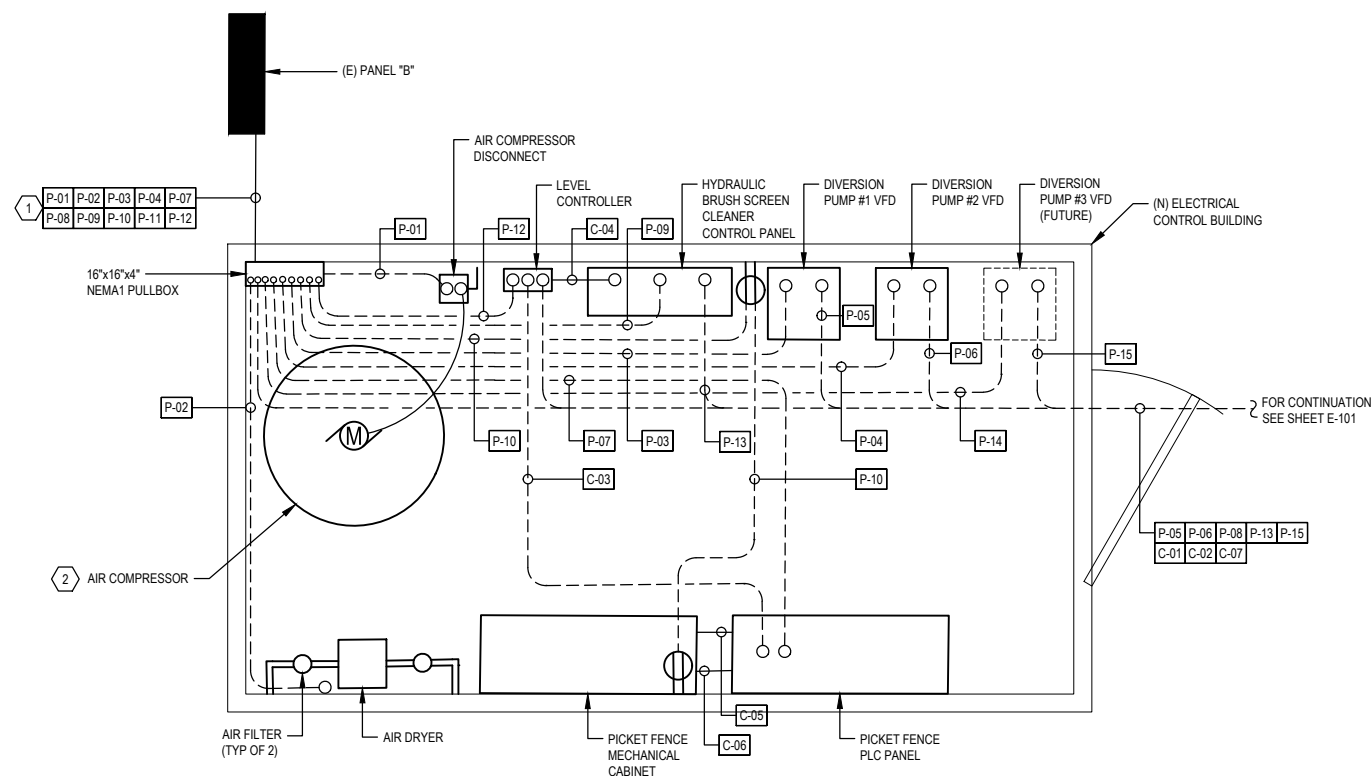 (E) PANEL "B"
1
P-01 P-02 P-03 P-04 P-07
P-08 P-09 P-10 P-11 P-12
AIR COMPRESSOR
DISCONNECT
LEVEL
CONTROLLER
HYDRAULIC
BRUSH SCREEN
CLEANER
CONTROL PANEL
DIVERSION
PUMP #1 VFD
DIVERSION
PUMP #2 VFD
DIVERSION
PUMP #3 VFD
(FUTURE)
(N) ELECTRICAL
CONTROL BUILDING
P-01
P-12
C-04
P-09
16"x16"x4"
NEMA1 PULLBOX
P-05
P-06
P-15
P-02
M
P-10
P-07
P-03
P-13
P-04
P-14
FOR CONTINUATION
SEE SHEET E-101
C-03
P-10
P-05 P-06 P-08 P-13 P-15
C-01 C-02 C-07
2
AIR COMPRESSOR
AIR FILTER
(TYP OF 2)
AIR DRYER
PICKET FENCE
MECHANICAL
CABINET
C-05
C-06
PICKET FENCE
PLC PANEL